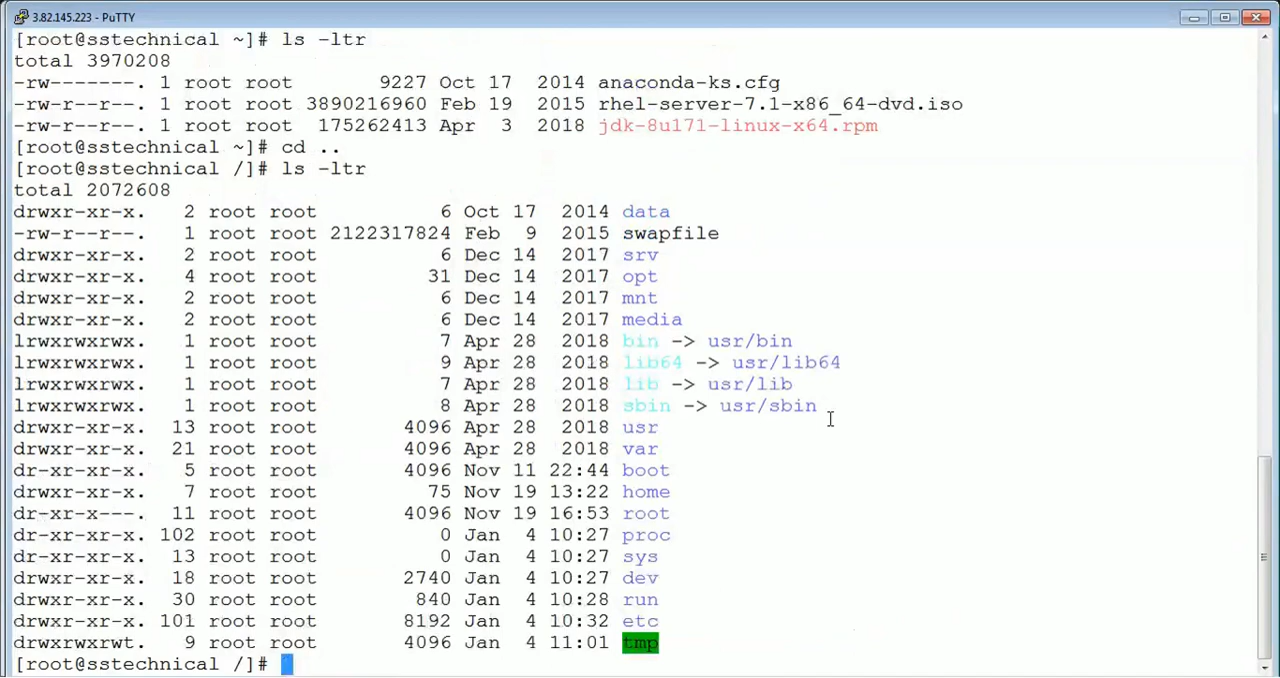 3.82.145.223 - PuTTY
[root@sstechnical ~]# ls -ltr
total 3970208
-rw-------. 1 root root 9227 Oct 17 2014 anaconda-ks.cfg
-rw-r--r--. 1 root root 3890216960 Feb 19 2015 rhel-server-7.1-x86_64-dvd.iso
-rw-r--r--. 1 root root 175262413 Apr 3 2018 jdk-8u171-linux-x64.rpm
[root@sstechnical ~]# cd ..
[root@sstechnical /]# ls -ltr
total 2072608
drwxr-xr-x. 2 root root 6 Oct 17 2014 data
-rw-r--r--. 1 root root 2122317824 Feb 9 2015 swapfile
drwxr-xr-x. 2 root root 6 Dec 14 2017 srv
drwxr-xr-x. 4 root root 31 Dec 14 2017 opt
drwxr-xr-x. 2 root root 6 Dec 14 2017 mnt
drwxr-xr-x. 2 root root 6 Dec 14 2017 media
lrwxrwxrwx. 1 root root 7 Apr 28 2018 bin -> usr/bin
lrwxrwxrwx. 1 root root 9 Apr 28 2018 lib64 -> usr/lib64
lrwxrwxrwx. 1 root root 7 Apr 28 2018 lib -> usr/lib
lrwxrwxrwx. 1 root root 8 Apr 28 2018 sbin -> usr/sbin
drwxr-xr-x. 13 root root 4096 Apr 28 2018 usr
drwxr-xr-x. 21 root root 4096 Apr 28 2018 var
dr-xr-xr-x. 5 root root 4096 Nov 11 22:44 boot
drwxr-xr-x. 7 root root 75 Nov 19 13:22 home
dr-xr-x---. 11 root root 4096 Nov 19 16:53 root
dr-xr-xr-x. 102 root root 0 Jan 4 10:27 proc
dr-xr-xr-x. 13 root root 0 Jan 4 10:27 sys
drwxr-xr-x. 18 root root 2740 Jan 4 10:27 dev
drwxr-xr-x. 30 root root 840 Jan 4 10:28 run
drwxr-xr-x. 101 root root 8192 Jan 4 10:32 etc
drwxrwxrwt. 9 root root 4096 Jan 4 11:01 tmp
[root@sstechnical /]#